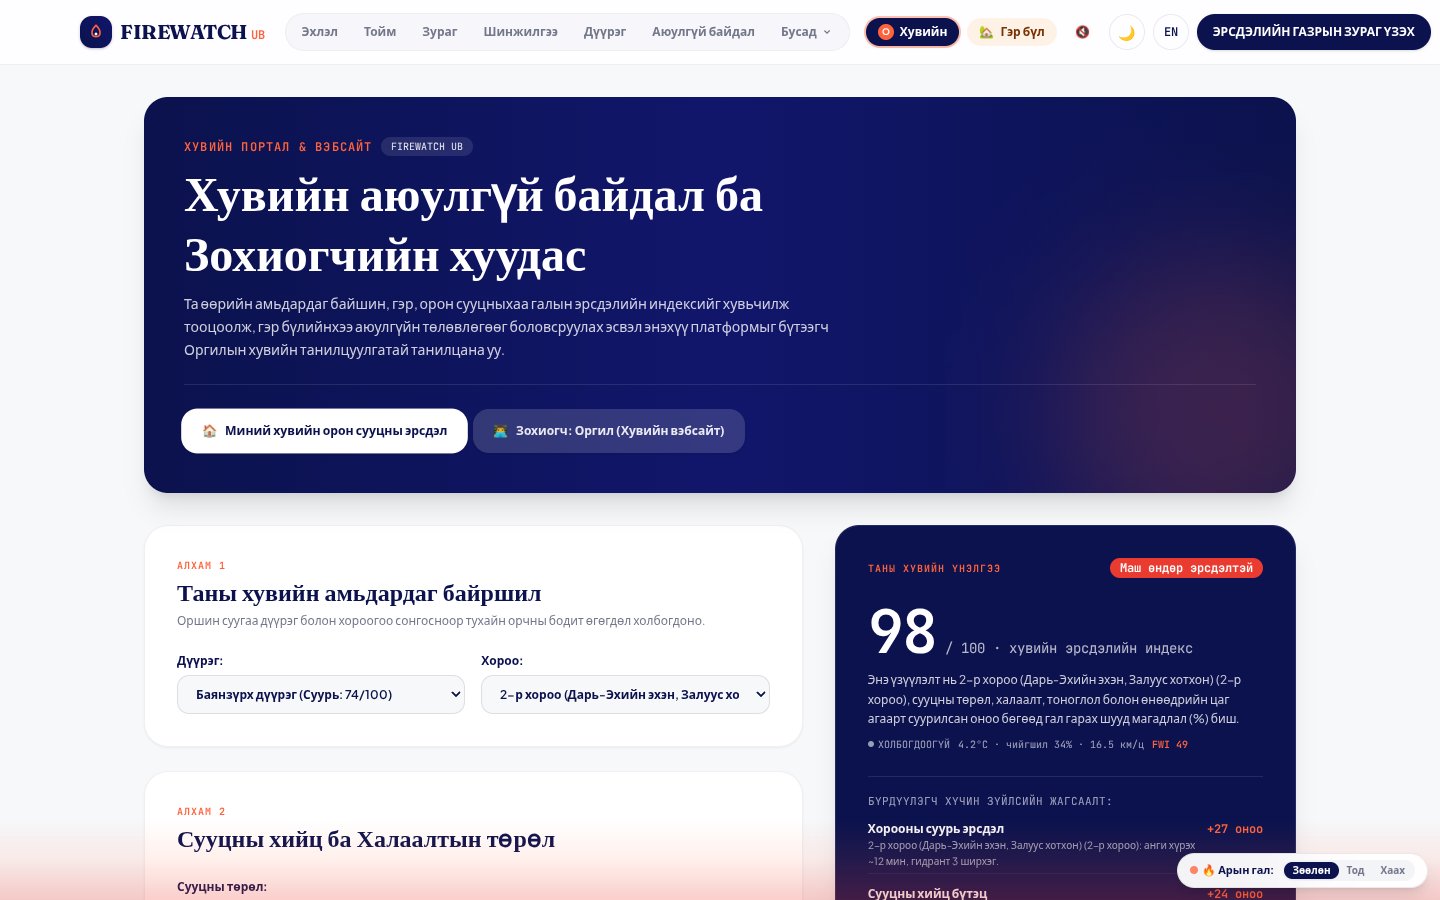 FIREWATCH UB
Эхлэл Тойм Зураг Шинжилгээ Дүүрэг Аюулгүй байдал Бусад
Хувийн
Гэр бүл
EN
ЭРСДЭЛИЙН ГАЗРЫН ЗУРАГ ҮЗЭХ
ХУВИЙН ПОРТАЛ & ВЭБСАЙТ FIREWATCH UB
Хувийн аюулгүй байдал ба
Зохиогчийн хуудас
Та өөрийн амьдардаг байшин, гэр, орон сууцныхаа галын эрсдэлийн индексийг хувьчилж
тооцоолж, гэр бүлийнхээ аюулгүйн төлөвлөгөөг боловсруулах эсвэл энэхүү платформыг бүтээгч
Оргилын хувийн танилцуулгатай танилцана уу.
Миний хувийн орон сууцны эрсдэл
Зохиогч: Оргил (Хувийн вэбсайт)
АЛХАМ 1
Таны хувийн амьдардаг байршил
Оршин суугаа дүүрэг болон хороогоо сонгосноор тухайн орчны бодит өгөгдөл холбогдоно.
Дүүрэг: Хороо:
Баянзүрх дүүрэг (Суурь: 74/100) 2-р хороо (Дарь-Эхийн эхэн, Залуус хо
АЛХАМ 2
Сууцны хийц ба Халаалтын төрөл
Сууцны төрөл:
ТАНЫ ХУВИЙН ҮНЭЛГЭЭ Маш өндөр эрсдэлтэй
98 / 100 · хувийн эрсдэлийн индекс
Энэ үзүүлэлт нь 2-р хороо (Дарь-Эхийн эхэн, Залуус хотхон) (2-р
хороо), сууцны төрөл, халаалт, тоноглол болон өнөөдрийн цаг
агаарт суурилсан оноо бөгөөд гал гарах шууд магадлал (%) биш.
ХОЛБОГДООГҮЙ 4.2°C · чийгшил 34% · 16.5 км/ц FWI 49
БҮРДҮҮЛЭГЧ ХҮЧИН ЗҮЙЛСИЙН ЖАГСААЛТ:
Хорооны суурь эрсдэл +27 оноо
2-р хороо (Дарь-Эхийн эхэн, Залуус хотхон) (2-р хороо): анги хүрэх
~12 мин, гидрант 3 ширхэг.
Сууцны хийц бүтэц +24 оноо
Арын гал: Зөөлөн Тод Хаах